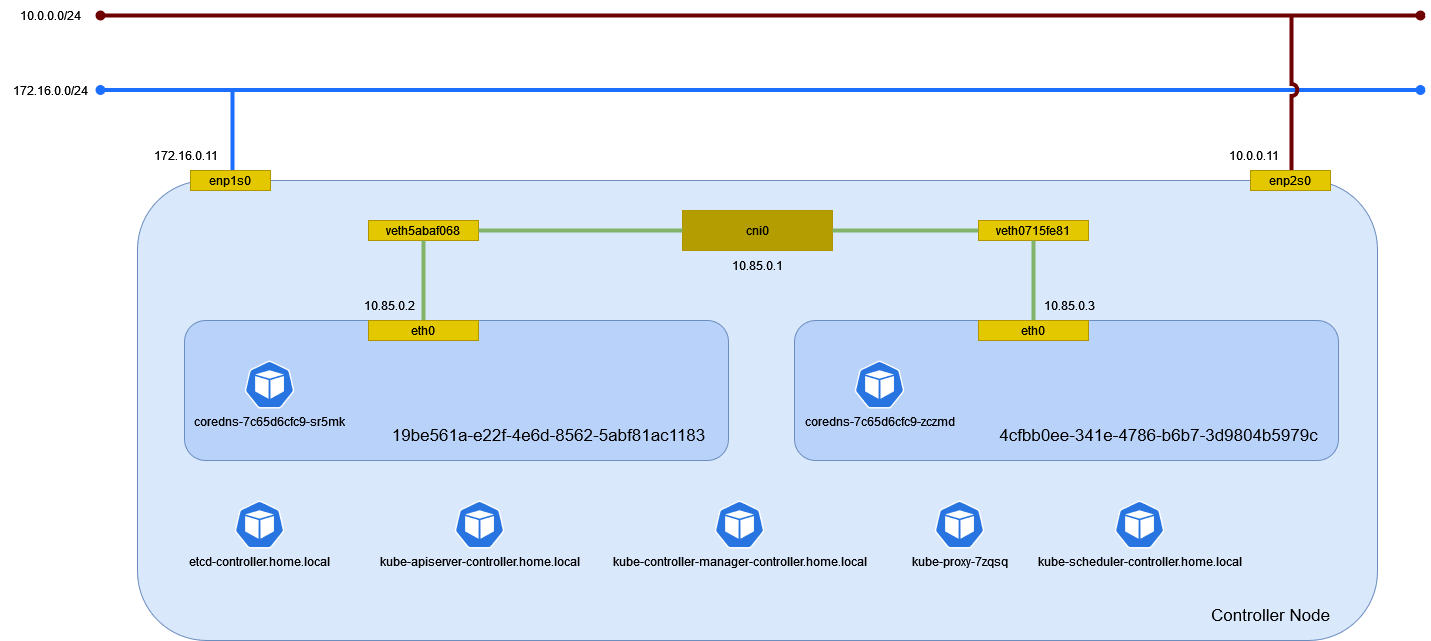 10.0.0.0/24
172.16.0.0/24
172.16.0.11
10.0.0.11
enp1s0
enp2s0
veth5abaf068
cni0
veth0715fe81
10.85.0.1
10.85.0.2
10.85.0.3
eth0
eth0
coredns-7c65d6cfc9-sr5mk
coredns-7c65d6cfc9-zczmd
19be561a-e22f-4e6d-8562-5abf81ac1183
4cfbb0ee-341e-4786-b6b7-3d9804b5979c
etcd-controller.home.local
kube-apiserver-controller.home.local
kube-controller-manager-controller.home.local
kube-proxy-7zqsq
kube-scheduler-controller.home.local
Controller Node